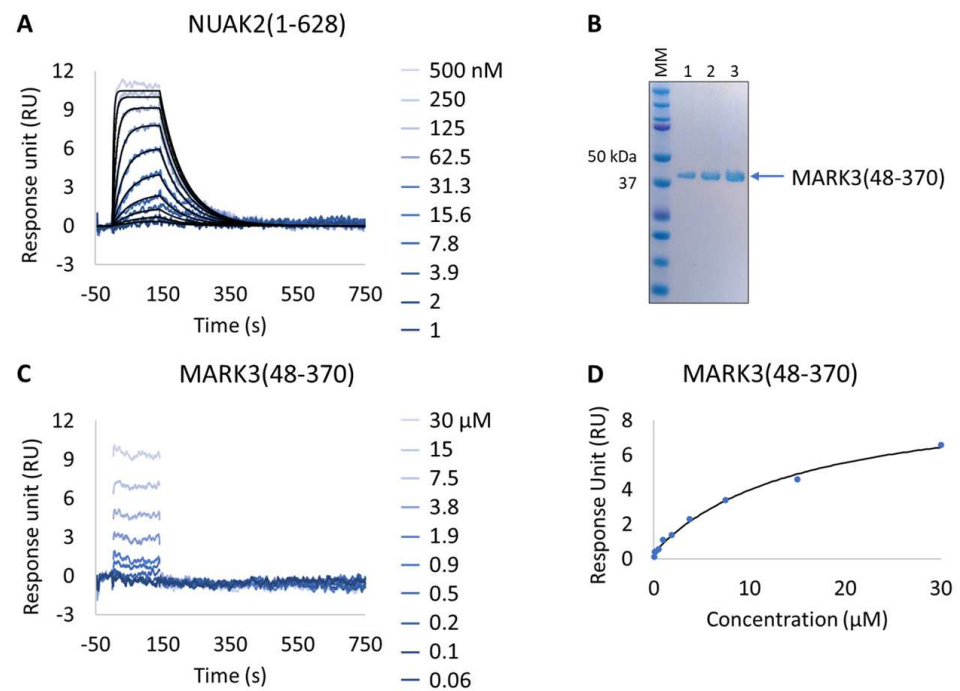 A
NUAK2(1-628)
12
9
6
3
0
-3
Response unit (RU)
-50 150 350 550 750
Time (s)
500 nM
250
125
62.5
31.3
15.6
7.8
3.9
2
1
B
MM
1 2 3
50 kDa
37
MARK3(48-370)
C
MARK3(48-370)
12
9
6
3
0
-3
Response unit (RU)
-50 150 350 550 750
Time (s)
30 µM
15
7.5
3.8
1.9
0.9
0.5
0.2
0.1
0.06
D
MARK3(48-370)
8
6
4
2
0
Response Unit (RU)
0 10 20 30
Concentration (µM)